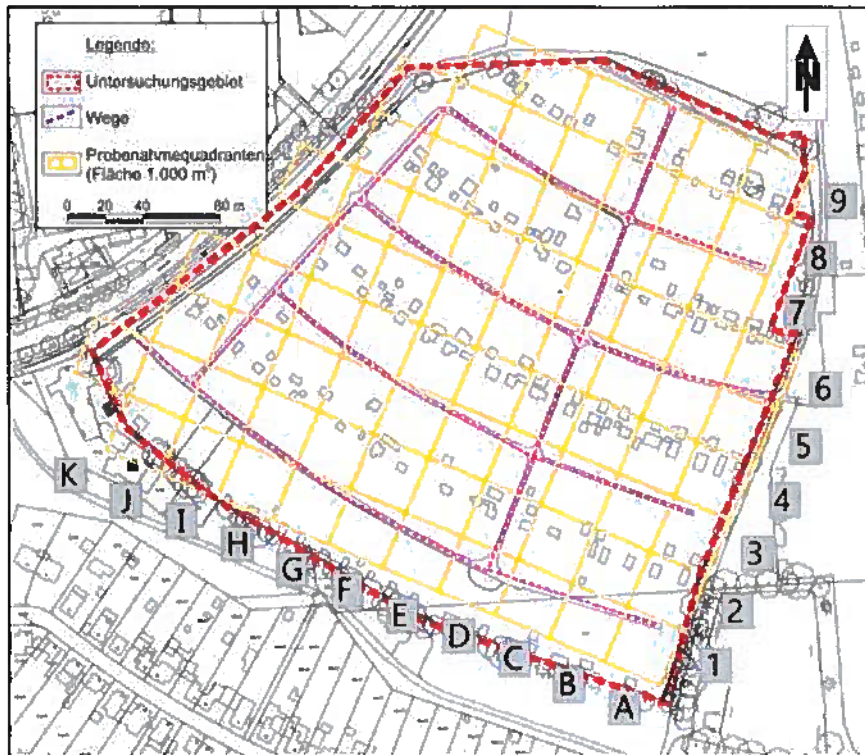 Legende:
Untersuchungsgebiet
Wege
Probenahmequadranten
(Fläche 1.000 m²)
0 20 40 80 m
N
9
8
7
6
5
4
3
2
1
K
J
I
H
G
F
E
D
C
B
A